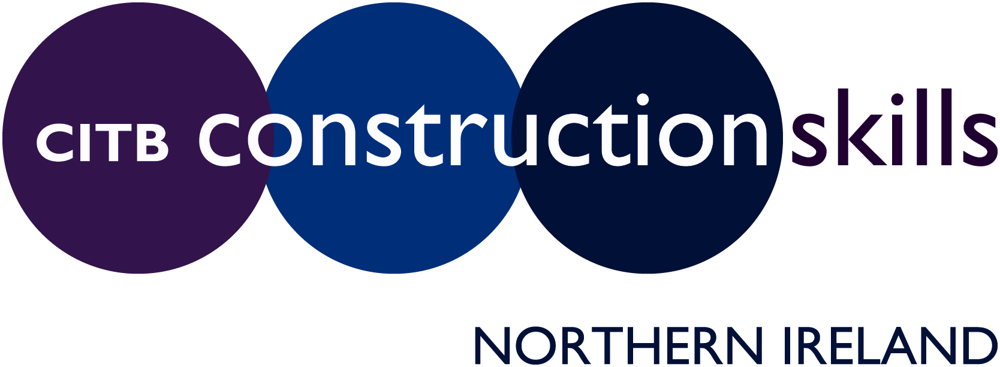 CITB constructionskills
NORTHERN IRELAND